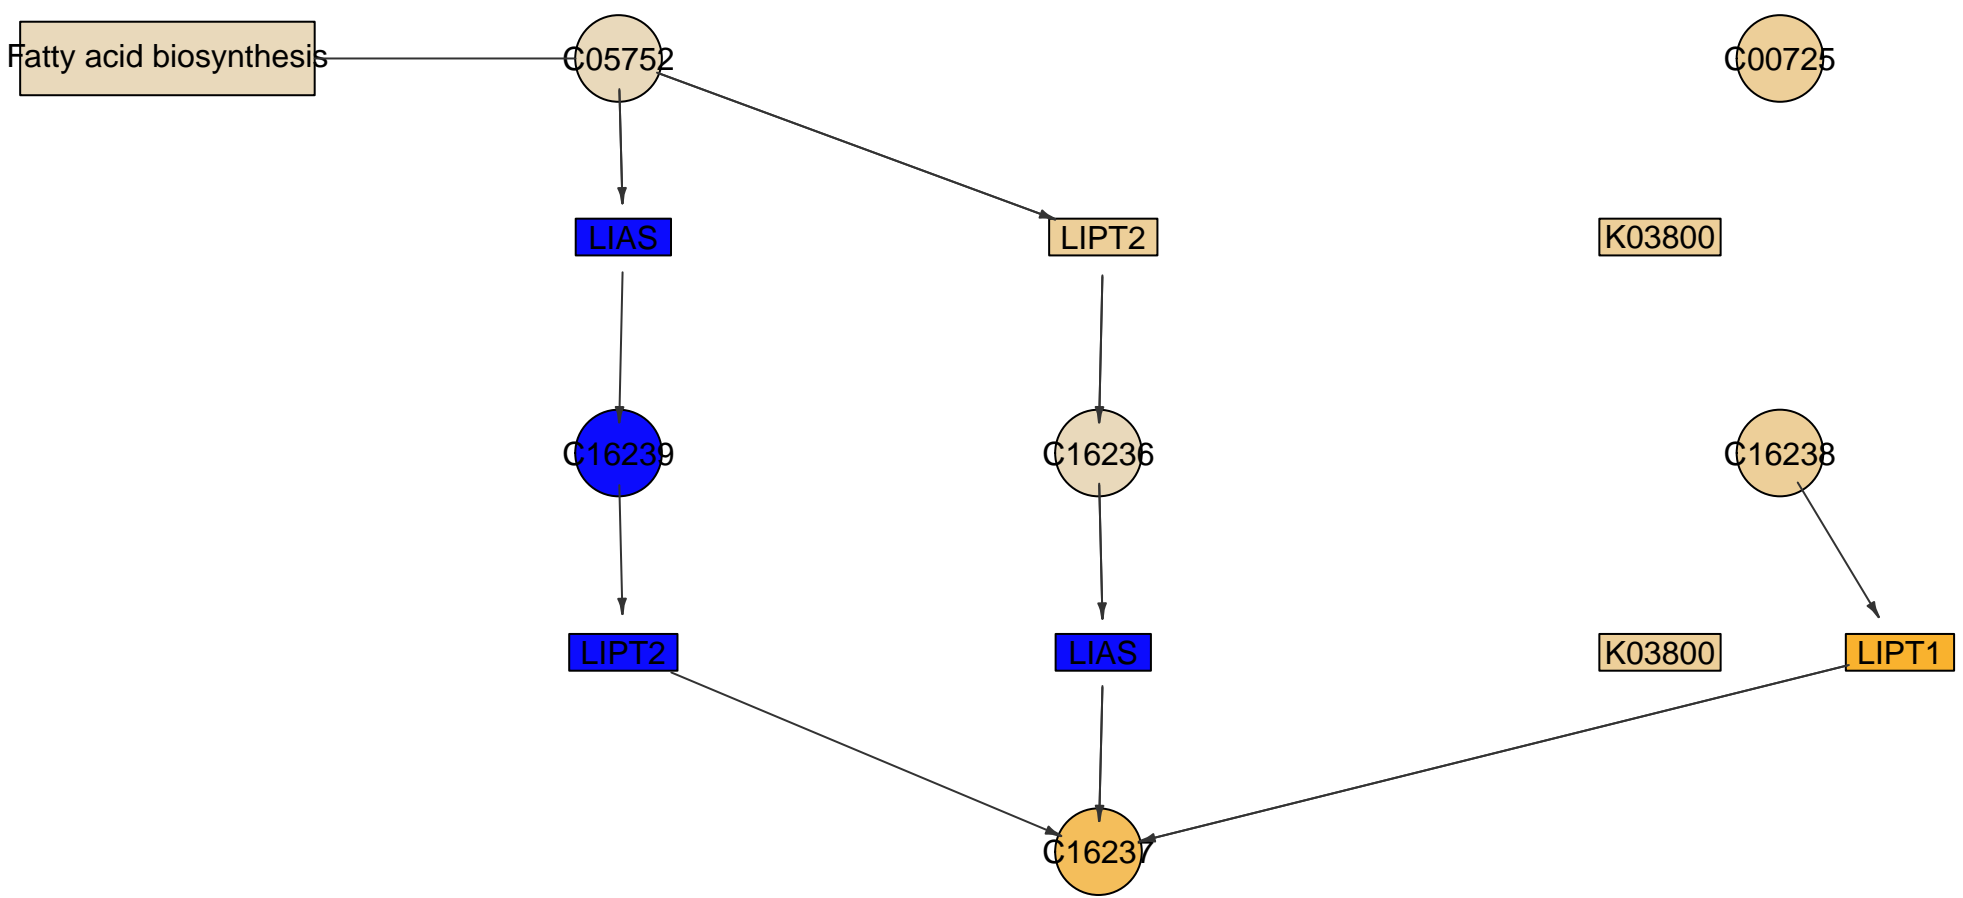 Fatty acid biosynthesis
C05752
C00725
LIAS
LIPT2
K03800
C16239
C16236
C16238
LIPT2
LIAS
K03800
LIPT1
C16237